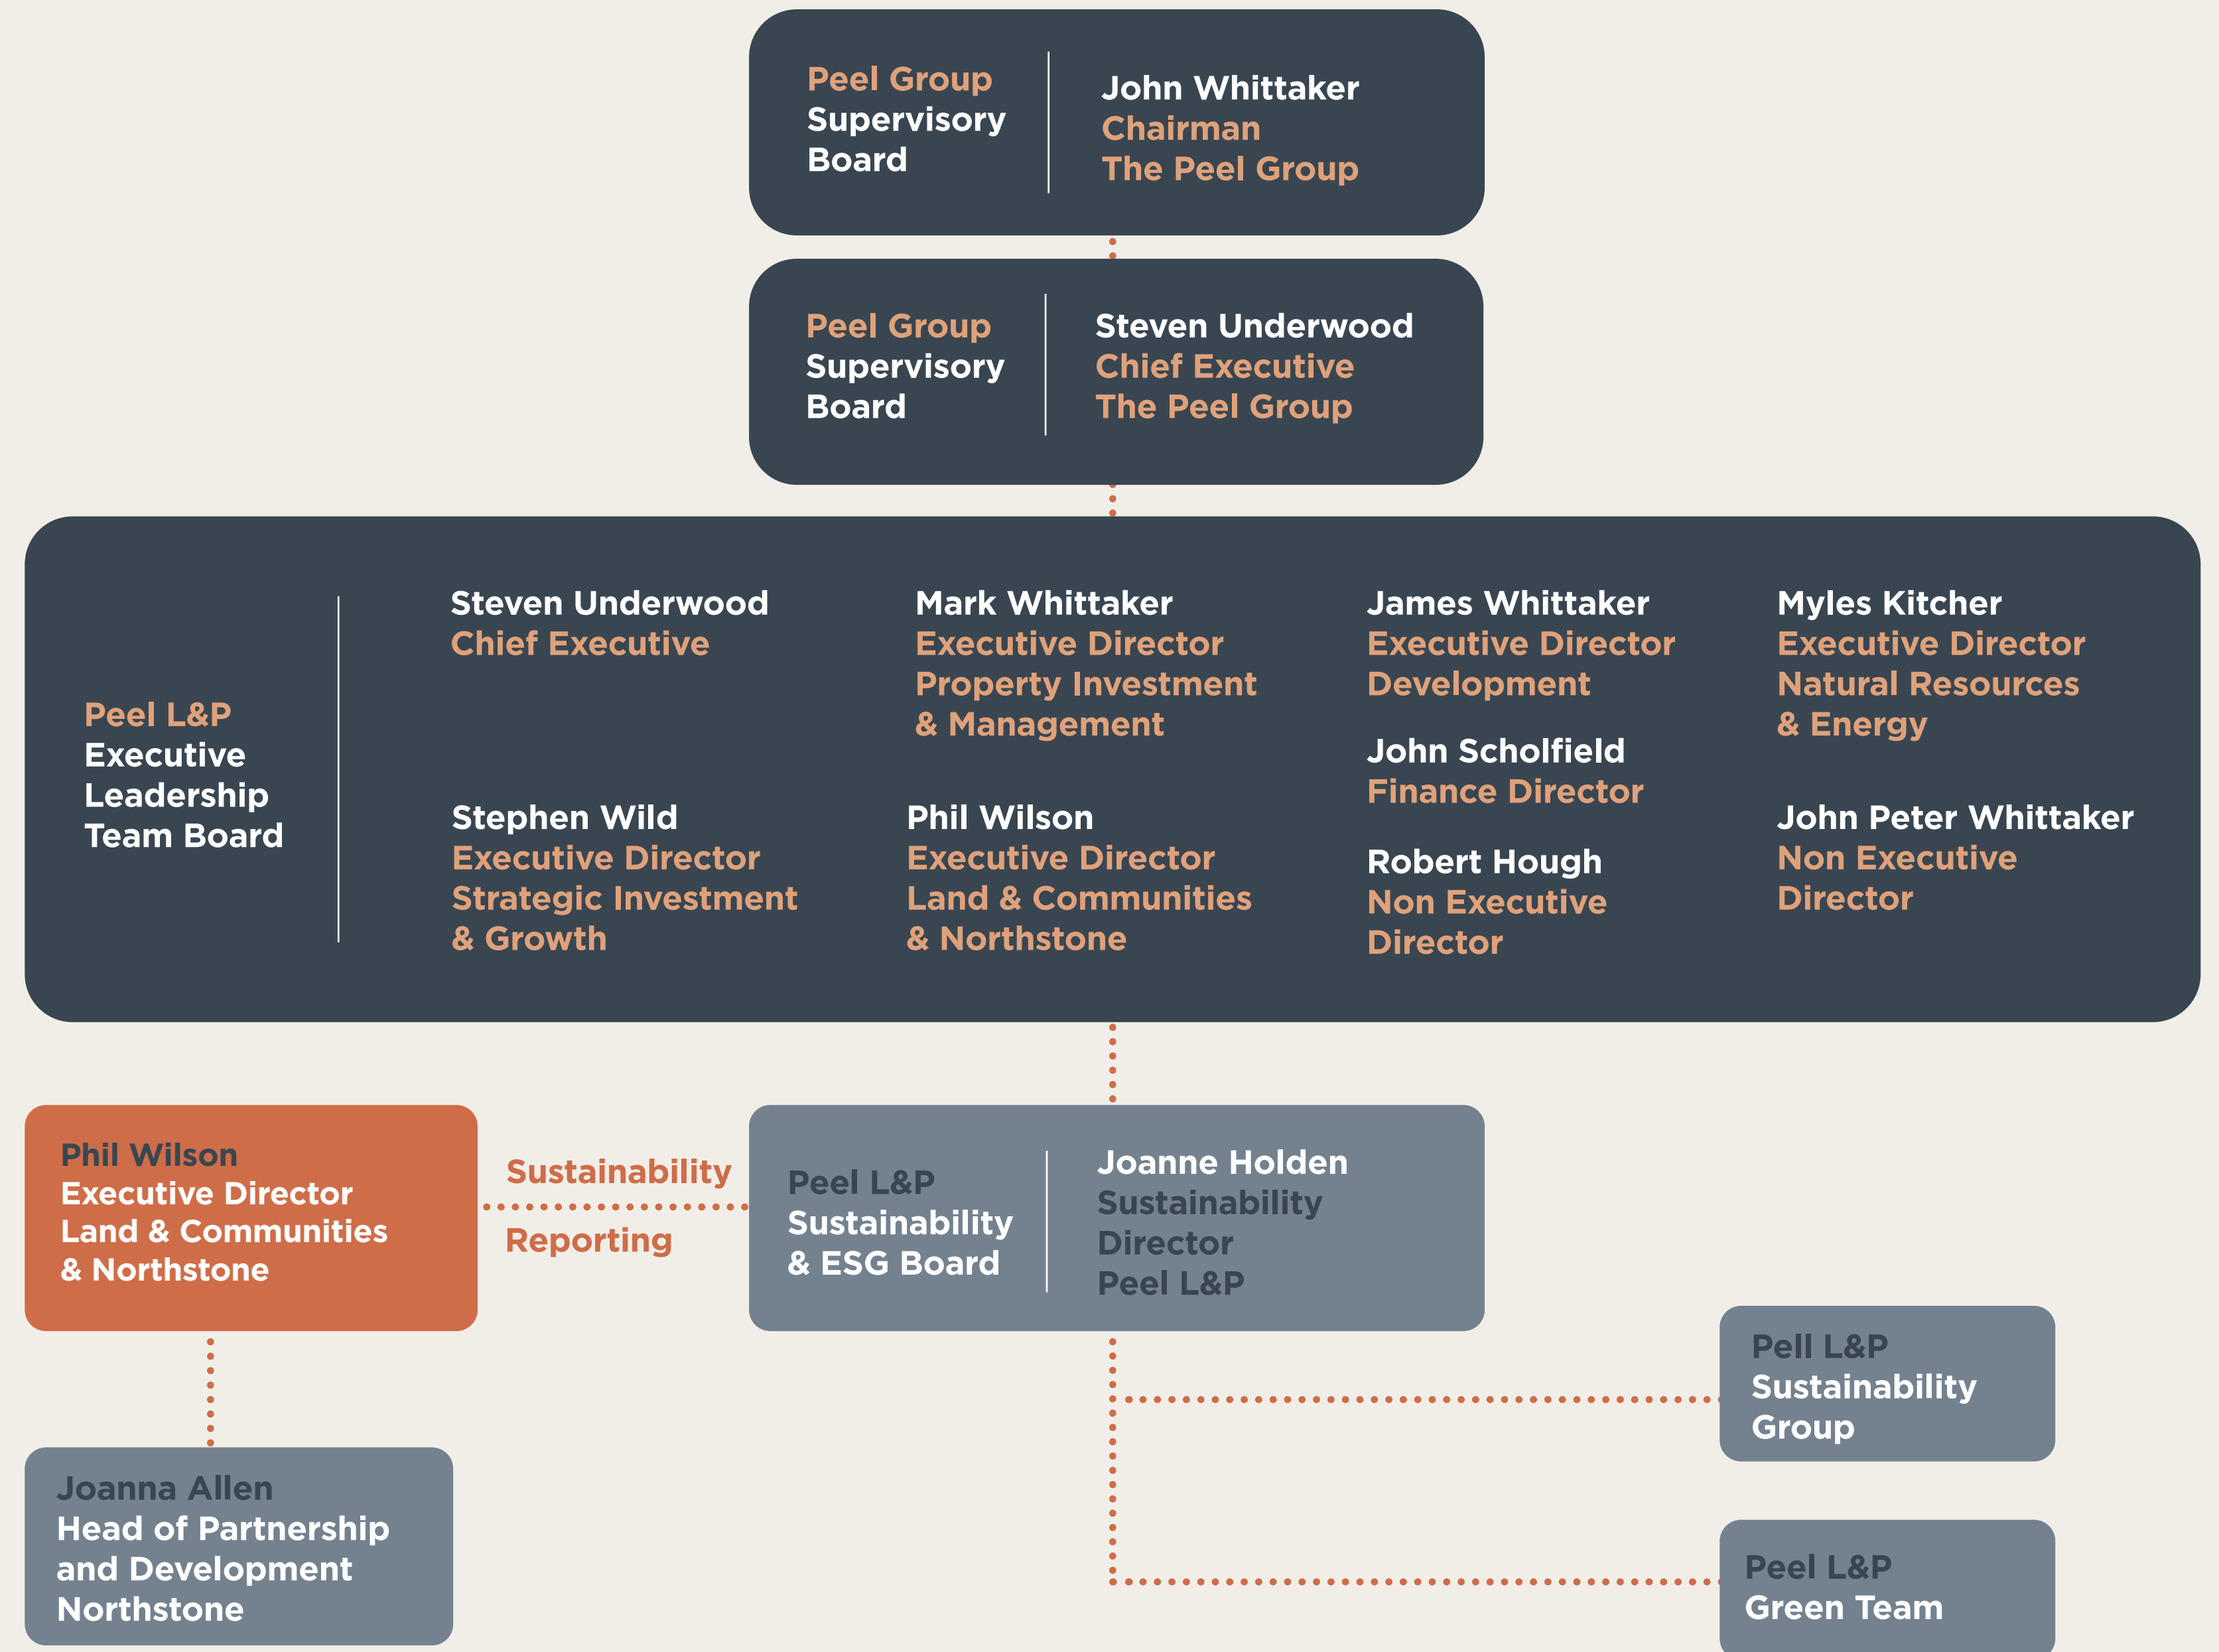 Peel Group
Supervisory
Board
John Whittaker
Chairman
The Peel Group
Peel Group
Supervisory
Board
Steven Underwood
Chief Executive
The Peel Group
Peel L&P
Executive
Leadership
Team Board
Steven Underwood
Chief Executive
Mark Whittaker
Executive Director
Property Investment
& Management
James Whittaker
Executive Director
Development
Myles Kitcher
Executive Director
Natural Resources
& Energy
John Scholfield
Finance Director
Stephen Wild
Executive Director
Strategic Investment
& Growth
Phil Wilson
Executive Director
Land & Communities
& Northstone
Robert Hough
Non Executive
Director
John Peter Whittaker
Non Executive
Director
Phil Wilson
Executive Director
Land & Communities
& Northstone
Sustainability
Reporting
Peel L&P
Sustainability
& ESG Board
Joanne Holden
Sustainability
Director
Peel L&P
Pell L&P
Sustainability
Group
Joanna Allen
Head of Partnership
and Development
Northstone
Peel L&P
Green Team